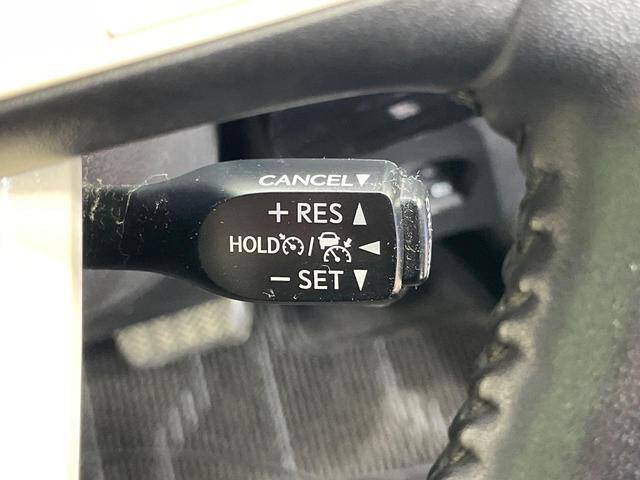 CANCEL▼
+ RES ▲
HOLD / ◀
− SET ▼